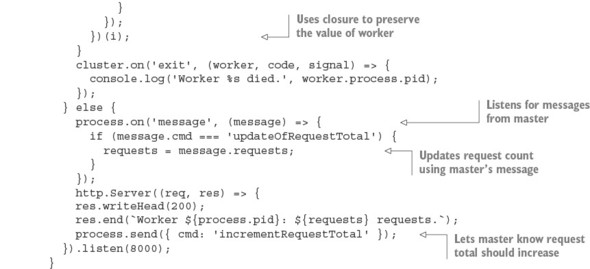 }
});
})(i);
Uses closure to preserve
the value of worker
}
cluster.on('exit', (worker, code, signal) => {
console.log('Worker %s died.', worker.process.pid);
});
} else {
process.on('message', (message) => {
Listens for messages
from master
if (message.cmd === 'updateOfRequestTotal') {
requests = message.requests;
Updates request count
using master's message
}
});
http.Server((req, res) => {
res.writeHead(200);
res.end(`Worker ${process.pid}: ${requests} requests.`);
process.send({ cmd: 'incrementRequestTotal' });
Lets master know request
total should increase
}).listen(8000);
}